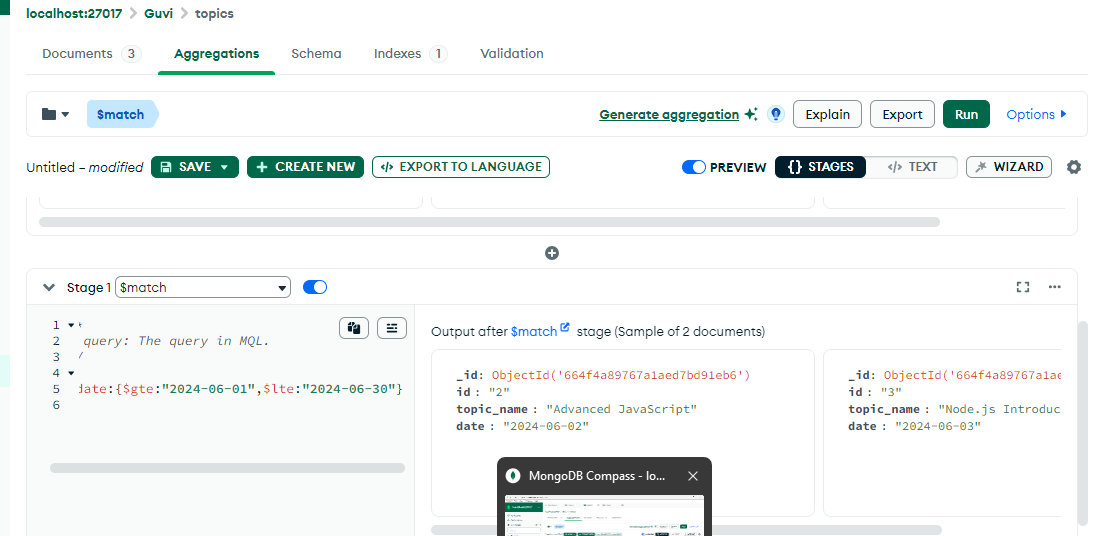 localhost:27017 > Guvi > topics
Documents 3 Aggregations Schema Indexes 1 Validation
$match Generate aggregation Explain Export Run Options
Untitled – modified SAVE + CREATE NEW </> EXPORT TO LANGUAGE PREVIEW {} STAGES </> TEXT WIZARD
Stage 1 $match
1
2 query: The query in MQL.
3 /
4
5 date:{$gte:"2024-06-01",$lte:"2024-06-30"}
6
Output after $match stage (Sample of 2 documents)
_id: ObjectId('664f4a89767a1aed7bd91eb6')
id : "2"
topic_name : "Advanced JavaScript"
date : "2024-06-02"
_id: ObjectId('664f4a89767a1ae
id : "3"
topic_name : "Node.js Introduc
date : "2024-06-03"
MongoDB Compass - lo...